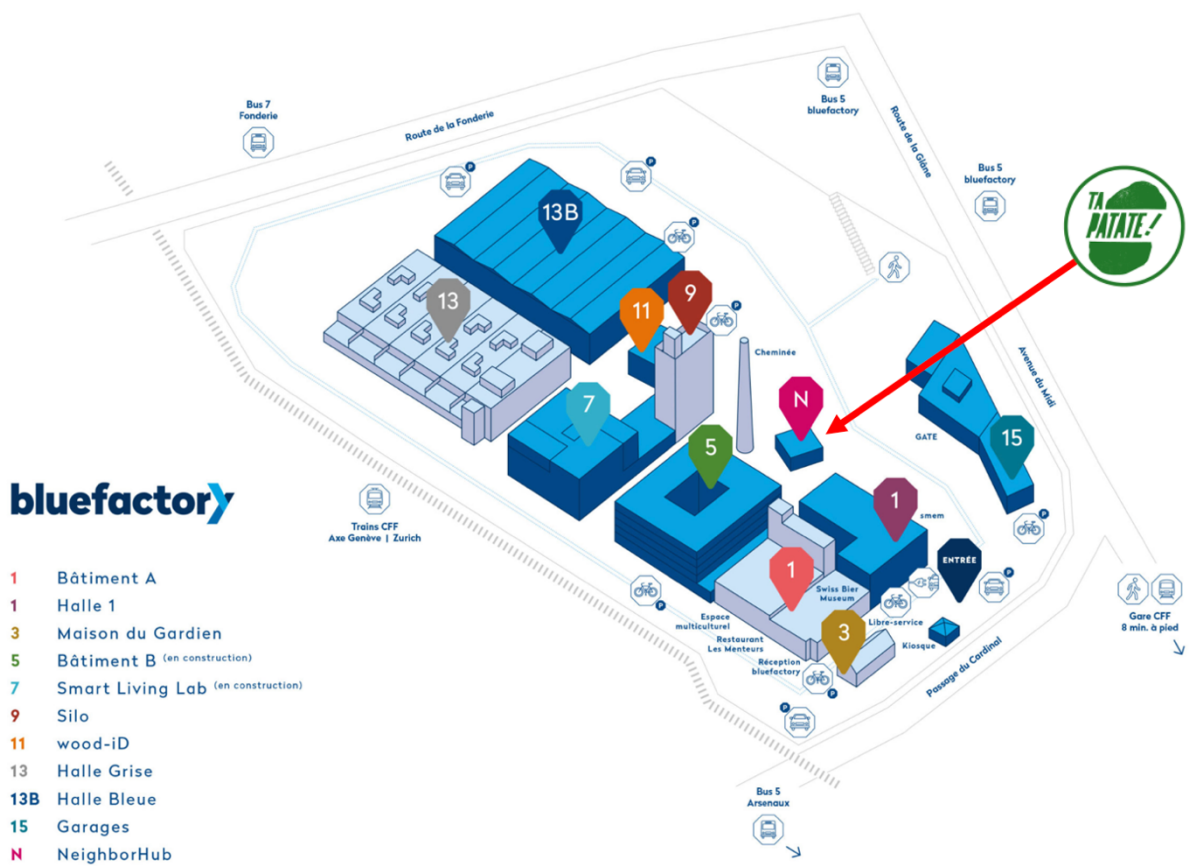 Bus 7
Fonderie
Route de la Fonderie
Bus 5
bluefactory
Route de la Glâne
Bus 5
bluefactory
TA
PATATE!
P
P
13B
P
13
11
9
P
Cheminée
Avenue du Midi
N
7
5
GATE
15
1
smem
P
bluefactory
Trains CFF
Axe Genève | Zurich
ENTRÉE
1
Swiss Bier
Museum
P
P
Libre-service
Espace
multiculturel
Restaurant
Les Menteurs
3
Kiosque
Réception
bluefactory
P
P
Passage du Cardinal
Gare CFF
8 min. à pied
Bus 5
Arsenaux
1 Bâtiment A
1 Halle 1
3 Maison du Gardien
5 Bâtiment B (en construction)
7 Smart Living Lab (en construction)
9 Silo
11 wood-iD
13 Halle Grise
13B Halle Bleue
15 Garages
N NeighborHub